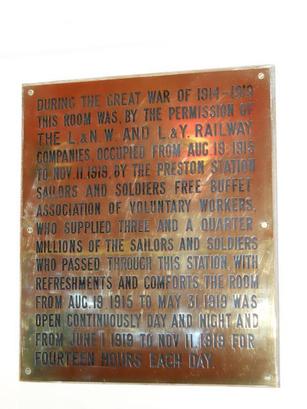 DURING THE GREAT WAR OF 1914-1919
THIS ROOM WAS, BY THE PERMISSION OF
THE L.& N.W. AND L.& Y. RAILWAY
COMPANIES, OCCUPIED FROM AUG. 19. 1915
TO NOV. 11. 1919, BY THE PRESTON STATION
SAILORS AND SOLDIERS FREE BUFFET
ASSOCIATION OF VOLUNTARY WORKERS,
WHO SUPPLIED THREE AND A QUARTER
MILLIONS OF THE SAILORS AND SOLDIERS
WHO PASSED THROUGH THIS STATION WITH
REFRESHMENTS AND COMFORTS. THE ROOM
FROM AUG. 19 1915 TO MAY 31 1919 WAS
OPEN CONTINUOUSLY DAY AND NIGHT AND
FROM JUNE 1 1919 TO NOV. 11 1919 FOR
FOURTEEN HOURS EACH DAY.